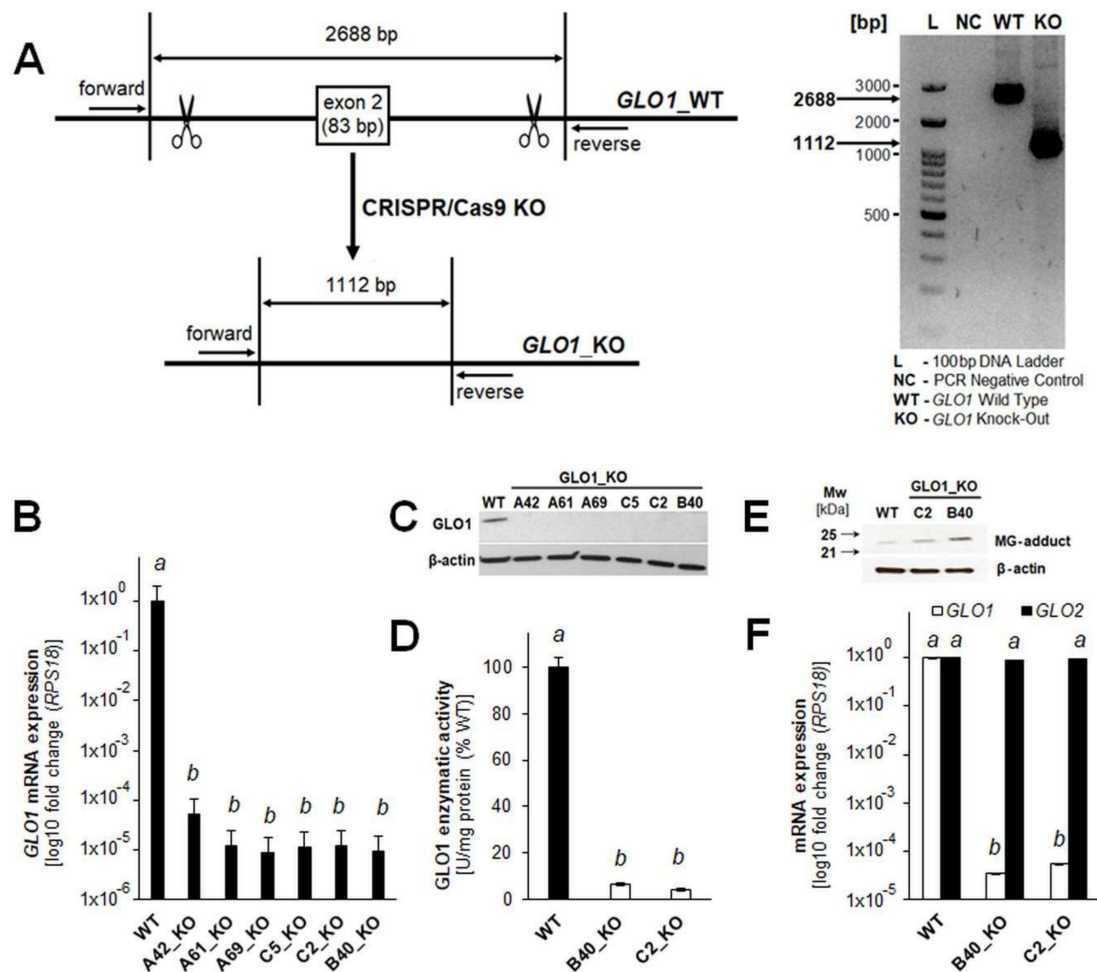 A
2688 bp
forward
exon 2
(83 bp)
GLO1_WT
reverse
CRISPR/Cas9 KO
1112 bp
forward
GLO1_KO
reverse
[bp] L NC WT KO
3000
2688
2000
1112
1000
500
L - 100bp DNA Ladder
NC - PCR Negative Control
WT - GLO1 Wild Type
KO - GLO1 Knock-Out
B
GLO1 mRNA expression
[log10 fold change (RPS18)]
1x10⁰
1x10⁻¹
1x10⁻²
1x10⁻³
1x10⁻⁴
1x10⁻⁵
1x10⁻⁶
a
b
b
b
b
b
b
WT
A42_KO
A61_KO
A69_KO
C5_KO
C2_KO
B40_KO
C
GLO1_KO
WT A42 A61 A69 C5 C2 B40
GLO1
β-actin
D
GLO1 enzymatic activity
[U/mg protein (% WT)]
100
80
60
40
20
0
a
b
b
WT
B40_KO
C2_KO
E
Mw
[kDa]
GLO1_KO
WT C2 B40
25
21
MG-adduct
β-actin
F
GLO1 GLO2
mRNA expression
[log10 fold change (RPS18)]
1x10⁰
1x10⁻¹
1x10⁻²
1x10⁻³
1x10⁻⁴
1x10⁻⁵
a a
b
a
b
a
WT
B40_KO
C2_KO